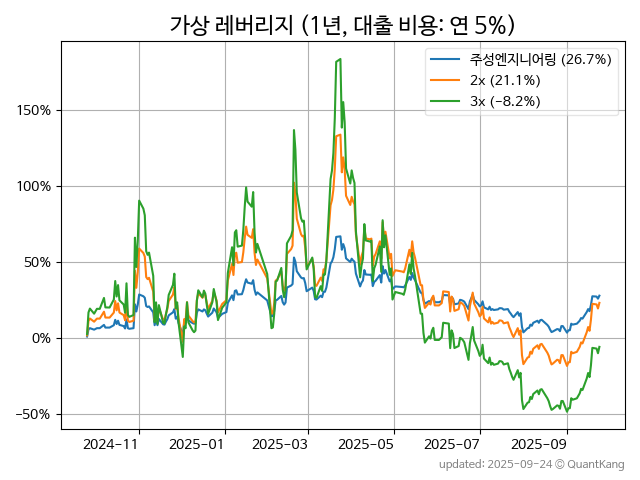 가상 레버리지 (1년, 대출 비용: 연 5%)
주성엔지니어링 (26.7%)
2x (21.1%)
3x (−8.2%)
150%
100%
50%
0%
−50%
2024-11
2025-01
2025-03
2025-05
2025-07
2025-09
updated: 2025-09-24 © QuantKang